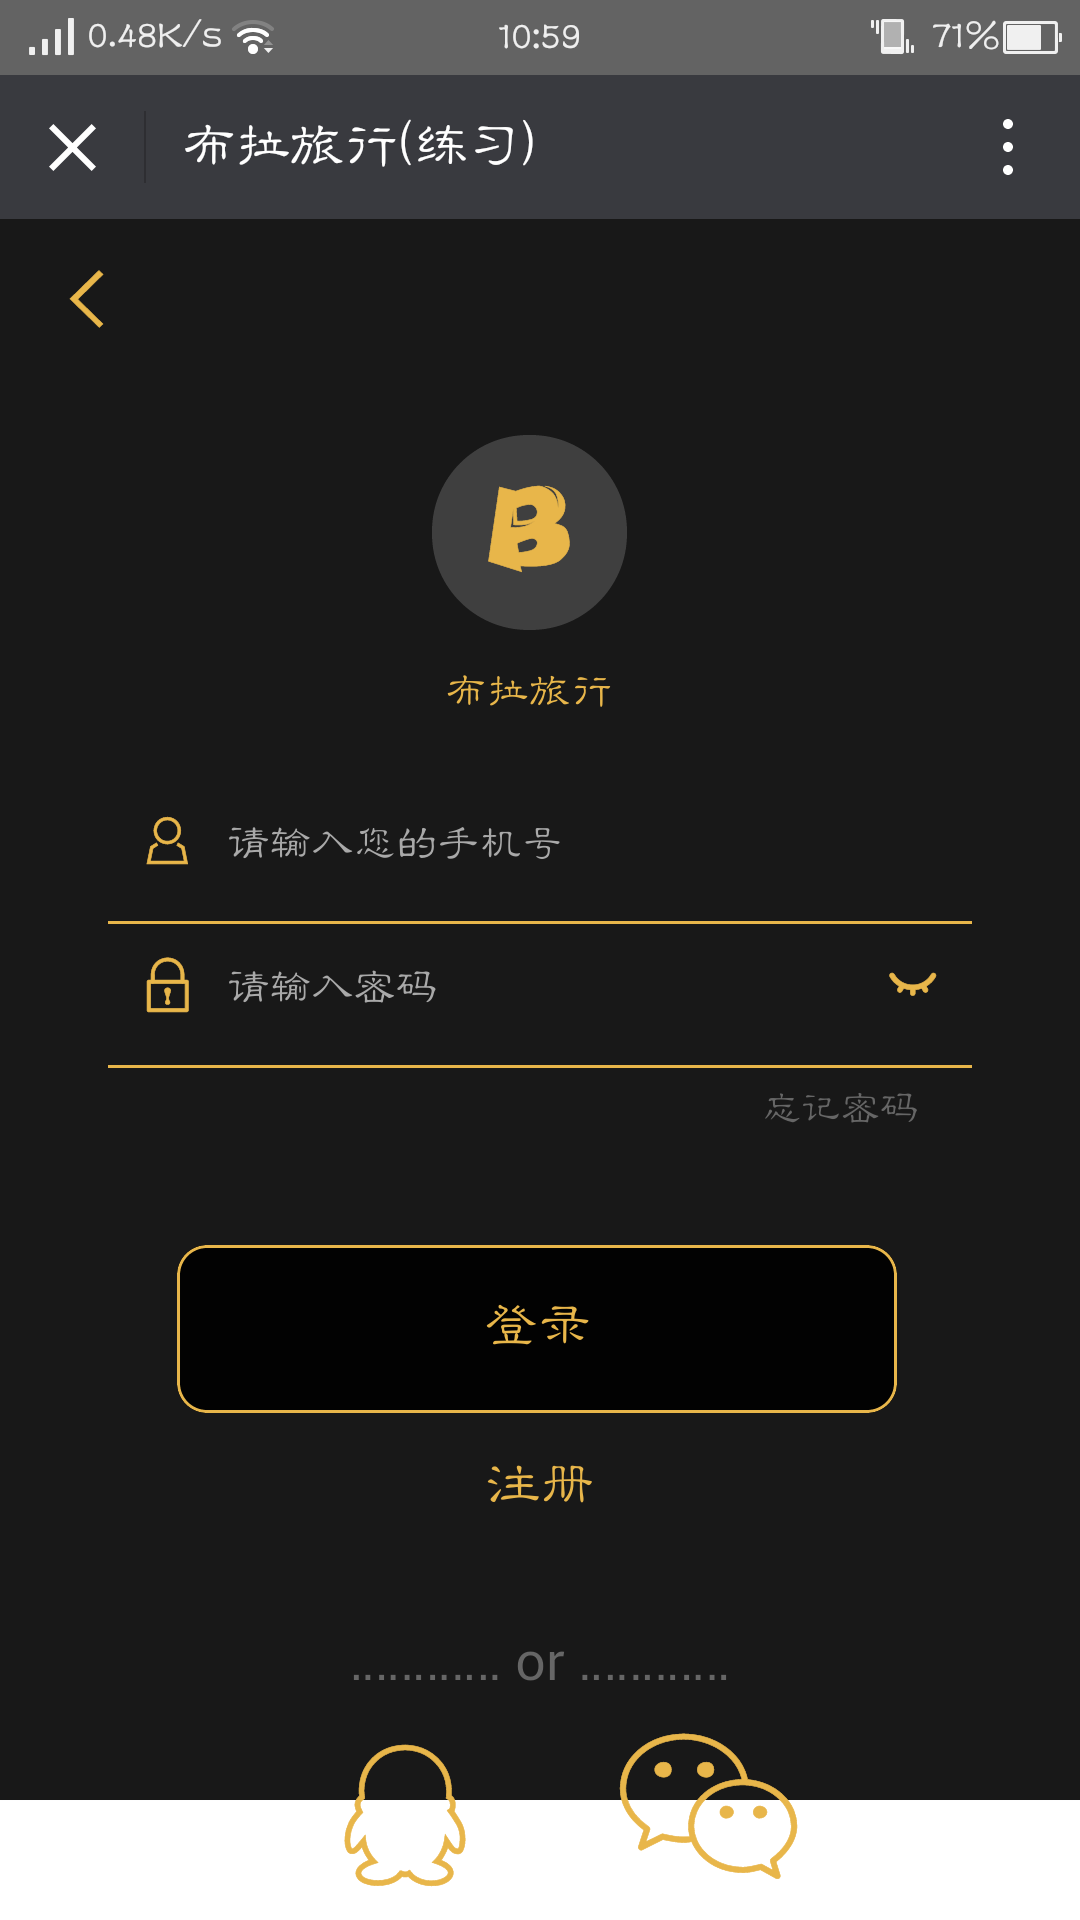 0.48K/s 10:59 71%
布拉旅行(练习)
B
布拉旅行
请输入您的手机号
请输入密码
忘记密码
登录
注册
............ or ............